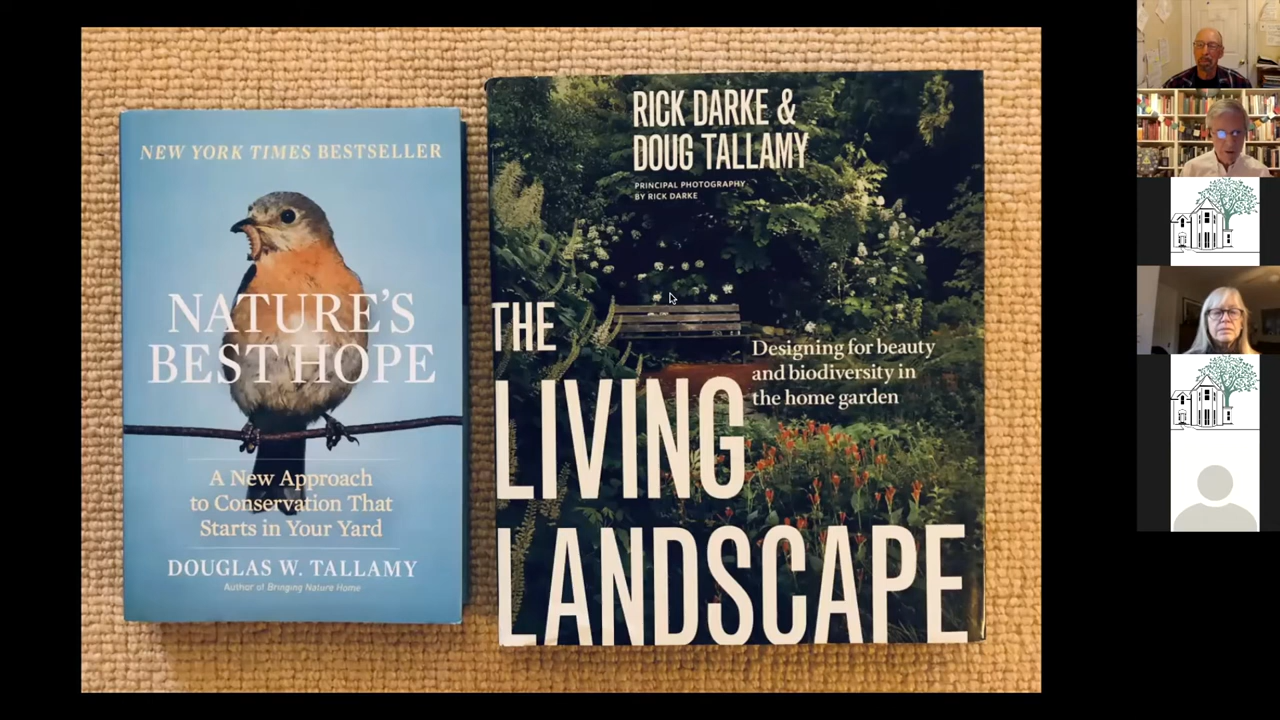 NEW YORK TIMES BESTSELLER
NATURE'S
BEST HOPE
A New Approach
to Conservation That
Starts in Your Yard
DOUGLAS W. TALLAMY
Author of Bringing Nature Home
RICK DARKE &
DOUG TALLAMY
PRINCIPAL PHOTOGRAPHY
BY RICK DARKE
THE
LIVING
LANDSCAPE
Designing for beauty
and biodiversity in
the home garden